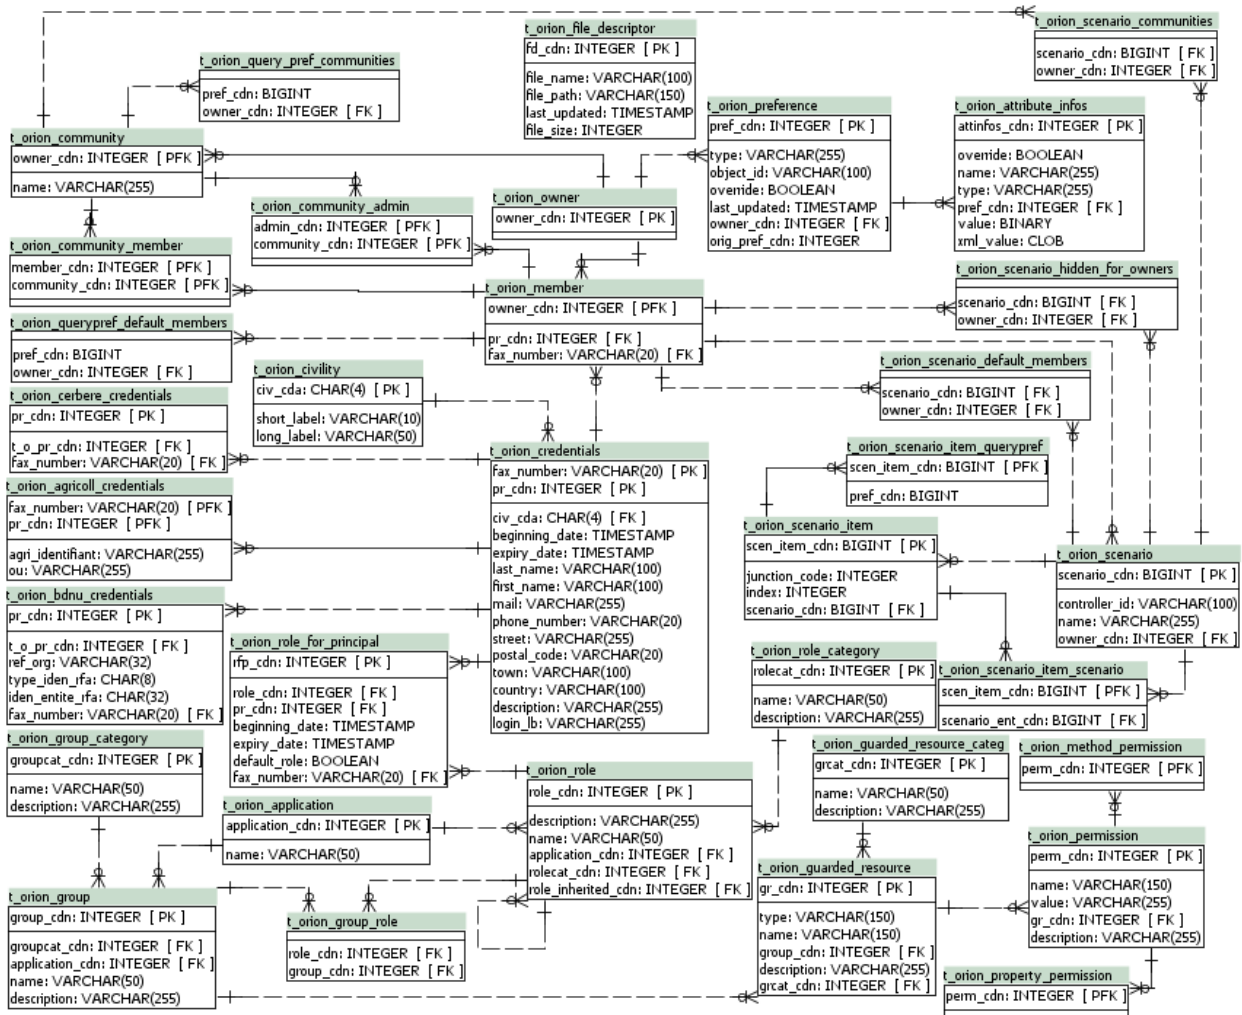 t_orion_scenario_communities
scenario_cdn: BIGINT [ FK ]
owner_cdn: INTEGER [ FK ]
t_orion_file_descriptor
fd_cdn: INTEGER [ PK ]
file_name: VARCHAR(100)
file_path: VARCHAR(150)
last_updated: TIMESTAMP
file_size: INTEGER
t_orion_query_pref_communities
pref_cdn: BIGINT
owner_cdn: INTEGER [ FK ]
t_orion_preference
pref_cdn: INTEGER [ PK ]
type: VARCHAR(255)
object_id: VARCHAR(100)
override: BOOLEAN
last_updated: TIMESTAMP
owner_cdn: INTEGER [ FK ]
orig_pref_cdn: INTEGER
t_orion_attribute_infos
attinfos_cdn: INTEGER [ PK ]
override: BOOLEAN
name: VARCHAR(255)
type: VARCHAR(255)
pref_cdn: INTEGER [ FK ]
value: BINARY
xml_value: CLOB
t_orion_community
owner_cdn: INTEGER [ PFK ]
name: VARCHAR(255)
t_orion_community_admin
admin_cdn: INTEGER [ PFK ]
community_cdn: INTEGER [ PFK ]
t_orion_owner
owner_cdn: INTEGER [ PK ]
t_orion_community_member
member_cdn: INTEGER [ PFK ]
community_cdn: INTEGER [ PFK ]
t_orion_member
owner_cdn: INTEGER [ PFK ]
pr_cdn: INTEGER [ FK ]
fax_number: VARCHAR(20) [ FK ]
t_orion_scenario_hidden_for_owners
scenario_cdn: BIGINT [ FK ]
owner_cdn: INTEGER [ FK ]
t_orion_querypref_default_members
pref_cdn: BIGINT
owner_cdn: INTEGER [ FK ]
t_orion_civility
civ_cda: CHAR(4) [ PK ]
short_label: VARCHAR(10)
long_label: VARCHAR(50)
t_orion_scenario_default_members
scenario_cdn: BIGINT [ FK ]
owner_cdn: INTEGER [ FK ]
t_orion_cerbere_credentials
pr_cdn: INTEGER [ PK ]
t_o_pr_cdn: INTEGER [ FK ]
fax_number: VARCHAR(20) [ FK ]
t_orion_credentials
fax_number: VARCHAR(20) [ PK ]
pr_cdn: INTEGER [ PK ]
civ_cda: CHAR(4) [ FK ]
beginning_date: TIMESTAMP
expiry_date: TIMESTAMP
last_name: VARCHAR(100)
first_name: VARCHAR(100)
mail: VARCHAR(255)
phone_number: VARCHAR(20)
street: VARCHAR(255)
postal_code: VARCHAR(20)
town: VARCHAR(100)
country: VARCHAR(100)
description: VARCHAR(255)
login_lb: VARCHAR(255)
t_orion_scenario_item_querypref
scen_item_cdn: BIGINT [ PFK ]
pref_cdn: BIGINT
t_orion_agricoll_credentials
fax_number: VARCHAR(20) [ PFK ]
pr_cdn: INTEGER [ PFK ]
agri_identifiant: VARCHAR(255)
ou: VARCHAR(255)
t_orion_scenario_item
scen_item_cdn: BIGINT [ PK ]
junction_code: INTEGER
index: INTEGER
scenario_cdn: BIGINT [ FK ]
t_orion_scenario
scenario_cdn: BIGINT [ PK ]
controller_id: VARCHAR(100)
name: VARCHAR(255)
owner_cdn: INTEGER [ FK ]
t_orion_bdnu_credentials
pr_cdn: INTEGER [ PK ]
t_o_pr_cdn: INTEGER [ FK ]
ref_org: VARCHAR(32)
type_iden_rfa: CHAR(8)
iden_entite_rfa: CHAR(32)
fax_number: VARCHAR(20) [ FK ]
t_orion_role_for_principal
rfp_cdn: INTEGER [ PK ]
role_cdn: INTEGER [ FK ]
pr_cdn: INTEGER [ FK ]
beginning_date: TIMESTAMP
expiry_date: TIMESTAMP
default_role: BOOLEAN
fax_number: VARCHAR(20) [ FK ]
t_orion_role_category
rolecat_cdn: INTEGER [ PK ]
name: VARCHAR(50)
description: VARCHAR(255)
t_orion_scenario_item_scenario
scen_item_cdn: BIGINT [ PFK ]
scenario_ent_cdn: BIGINT [ FK ]
t_orion_group_category
groupcat_cdn: INTEGER [ PK ]
name: VARCHAR(50)
description: VARCHAR(255)
t_orion_guarded_resource_categ
grcat_cdn: INTEGER [ PK ]
name: VARCHAR(50)
description: VARCHAR(255)
t_orion_method_permission
perm_cdn: INTEGER [ PFK ]
t_orion_application
application_cdn: INTEGER [ PK ]
name: VARCHAR(50)
t_orion_role
role_cdn: INTEGER [ PK ]
description: VARCHAR(255)
name: VARCHAR(50)
application_cdn: INTEGER [ FK ]
rolecat_cdn: INTEGER [ FK ]
role_inherited_cdn: INTEGER [ FK ]
t_orion_permission
perm_cdn: INTEGER [ PK ]
name: VARCHAR(150)
value: VARCHAR(255)
gr_cdn: INTEGER [ FK ]
description: VARCHAR(255)
t_orion_guarded_resource
gr_cdn: INTEGER [ PK ]
type: VARCHAR(150)
name: VARCHAR(150)
group_cdn: INTEGER [ FK ]
description: VARCHAR(255)
grcat_cdn: INTEGER [ FK ]
t_orion_group
group_cdn: INTEGER [ PK ]
groupcat_cdn: INTEGER [ FK ]
application_cdn: INTEGER [ FK ]
name: VARCHAR(50)
description: VARCHAR(255)
t_orion_group_role
role_cdn: INTEGER [ FK ]
group_cdn: INTEGER [ FK ]
t_orion_property_permission
perm_cdn: INTEGER [ PFK ]